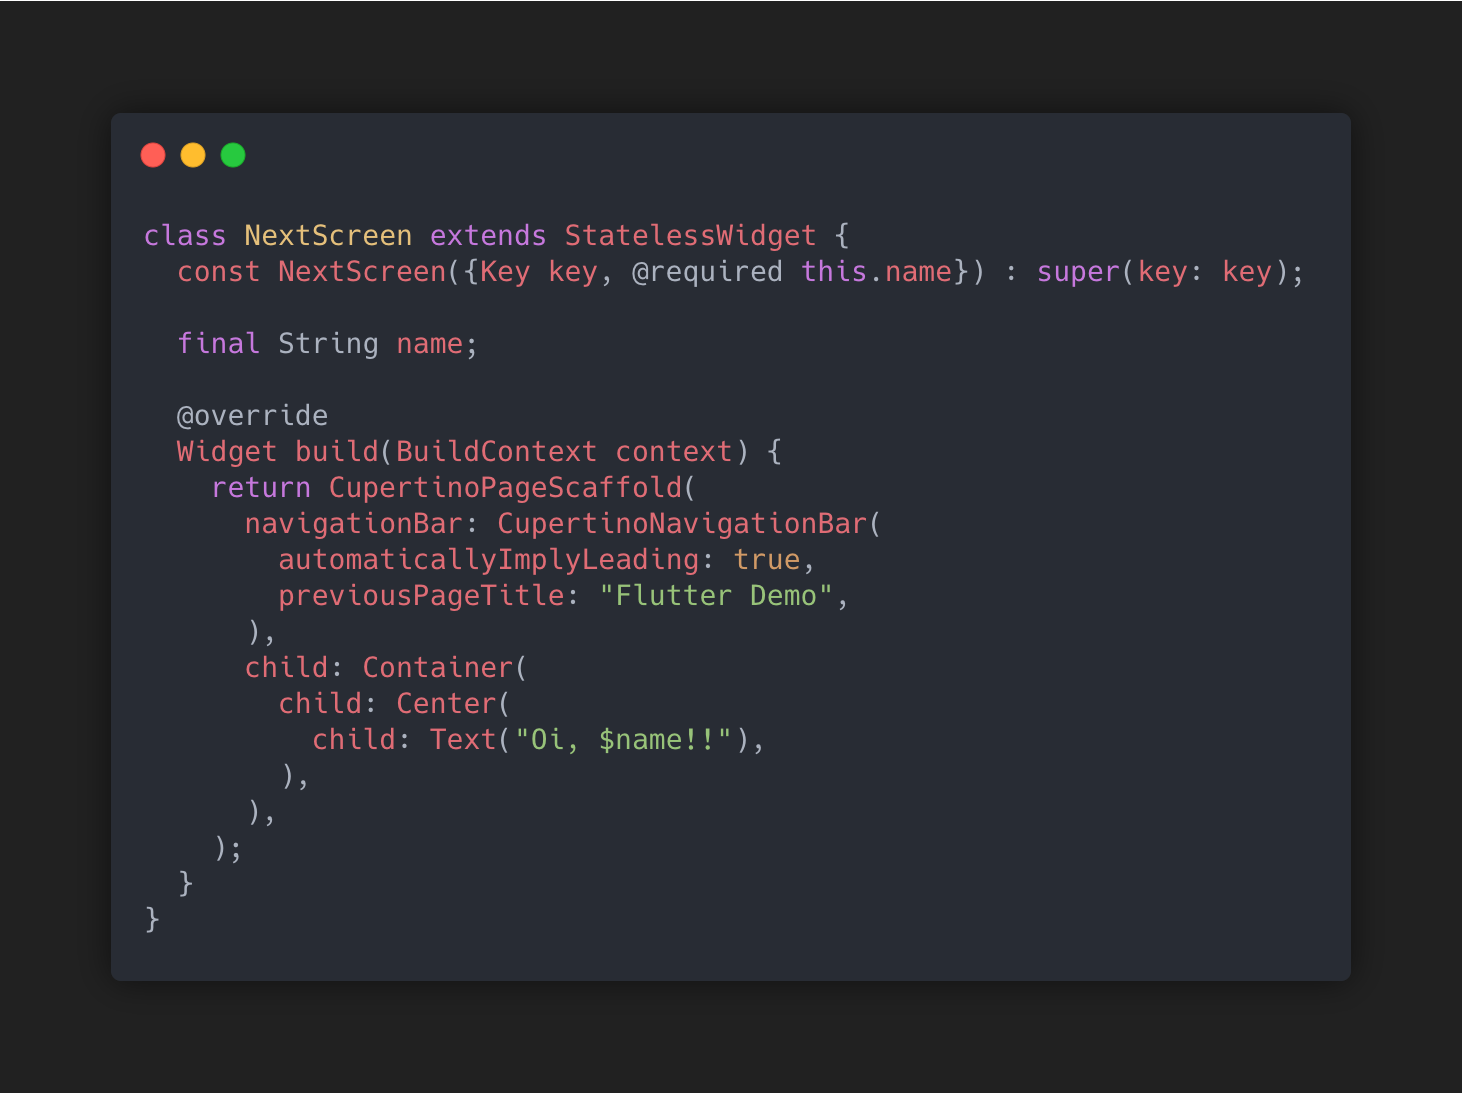 class NextScreen extends StatelessWidget {
  const NextScreen({Key key, @required this.name}) : super(key: key);

  final String name;

  @override
  Widget build(BuildContext context) {
    return CupertinoPageScaffold(
      navigationBar: CupertinoNavigationBar(
        automaticallyImplyLeading: true,
        previousPageTitle: "Flutter Demo",
      ),
      child: Container(
        child: Center(
          child: Text("Oi, $name!!"),
        ),
      ),
    );
  }
}